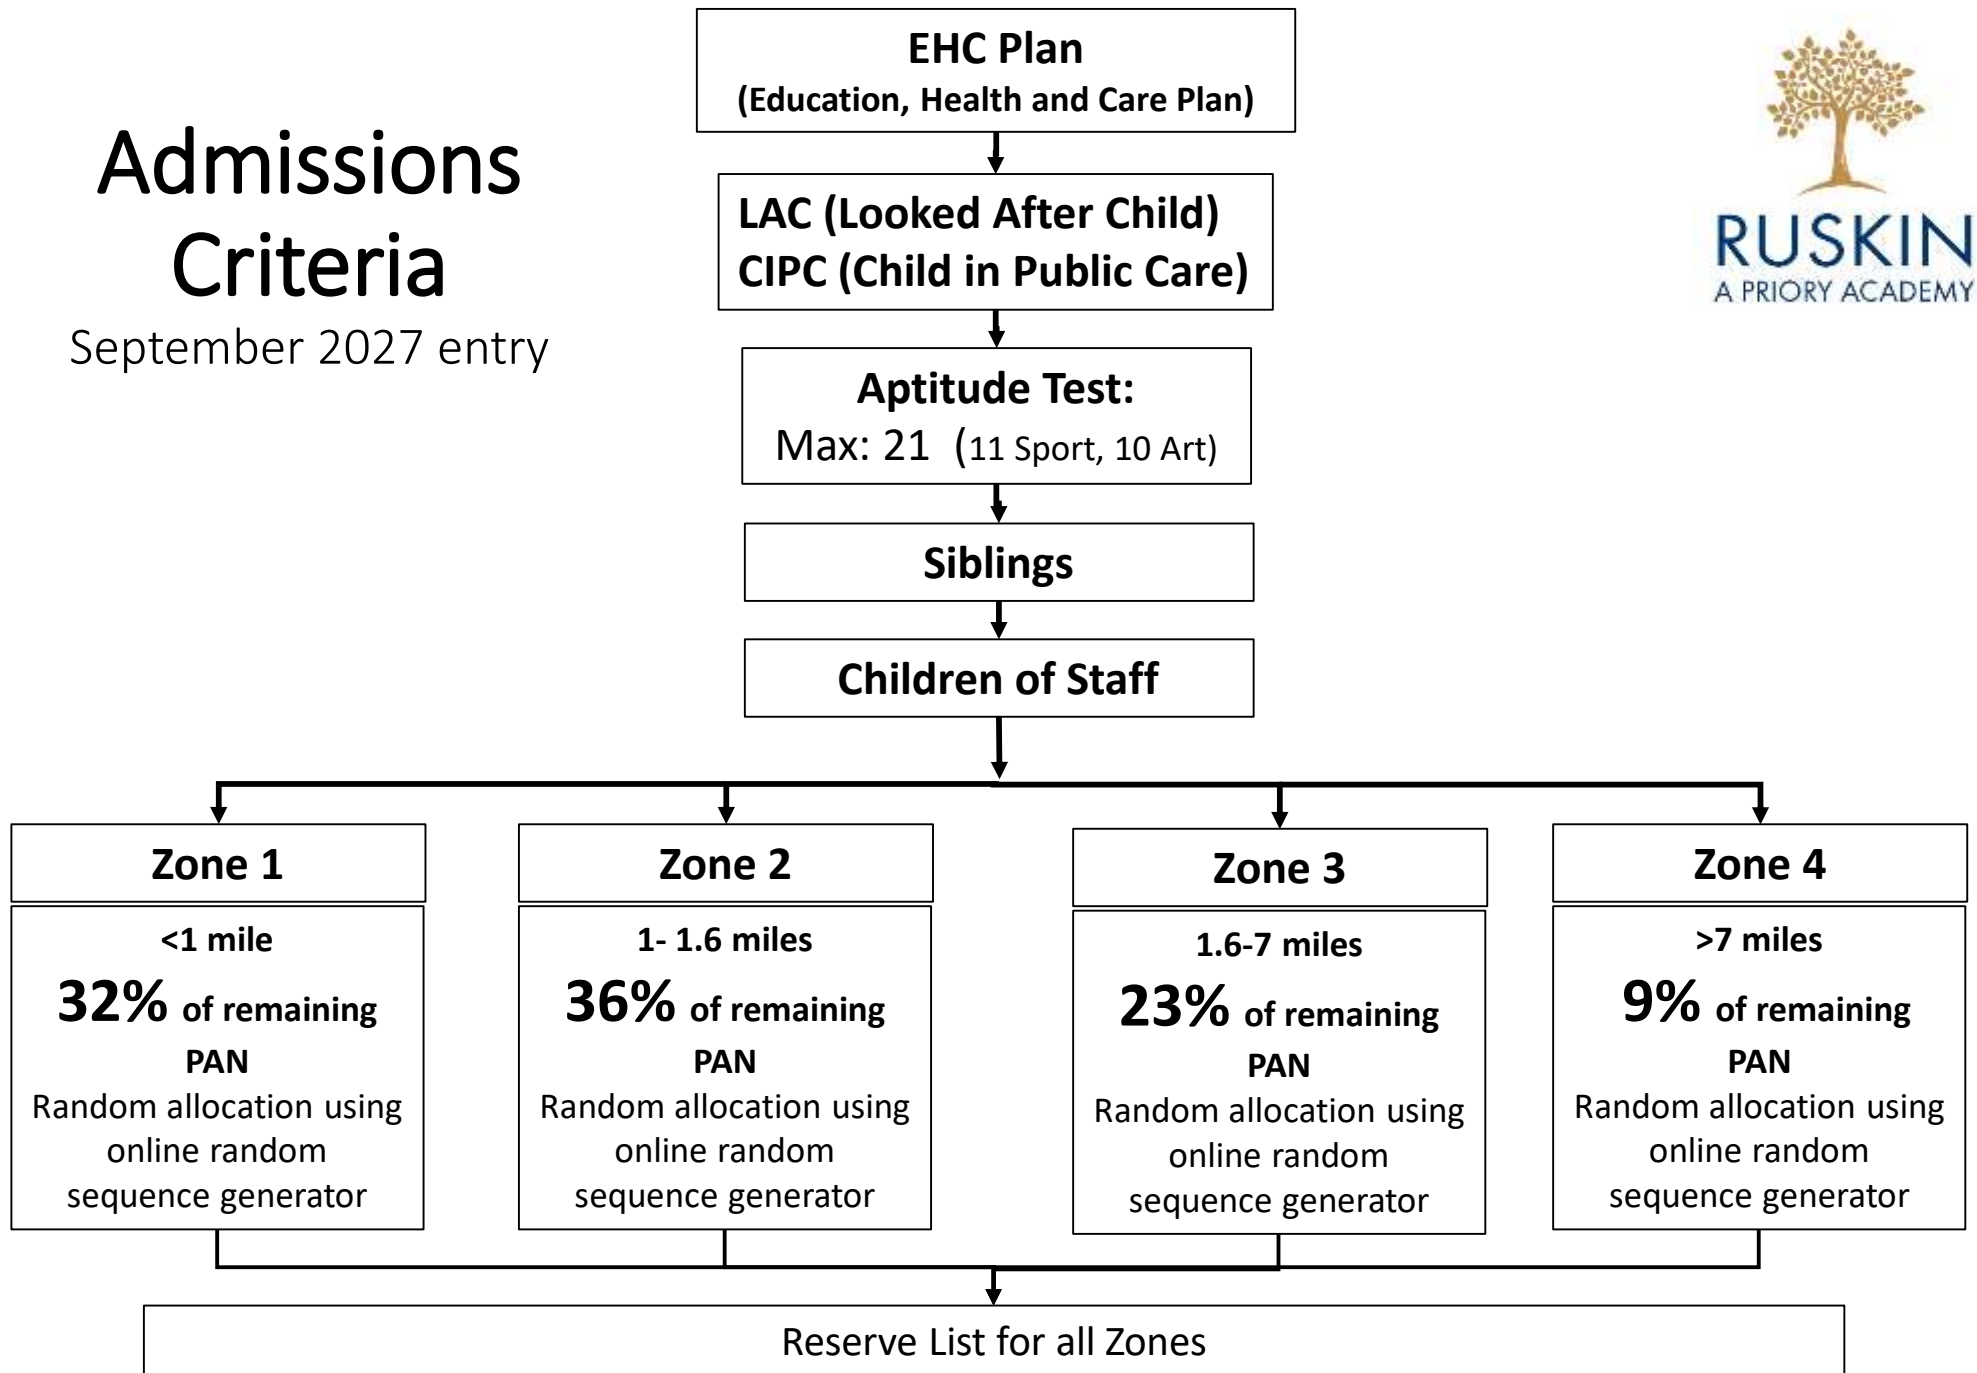 Admissions
Criteria
September 2027 entry
EHC Plan
(Education, Health and Care Plan)
RUSKIN
A PRIORY ACADEMY
LAC (Looked After Child)
CIPC (Child in Public Care)
Aptitude Test:
Max: 21 (11 Sport, 10 Art)
Siblings
Children of Staff
Zone 1
<1 mile
32% of remaining
PAN
Random allocation using
online random
sequence generator
Zone 2
1- 1.6 miles
36% of remaining
PAN
Random allocation using
online random
sequence generator
Zone 3
1.6-7 miles
23% of remaining
PAN
Random allocation using
online random
sequence generator
Zone 4
>7 miles
9% of remaining
PAN
Random allocation using
online random
sequence generator
Reserve List for all Zones